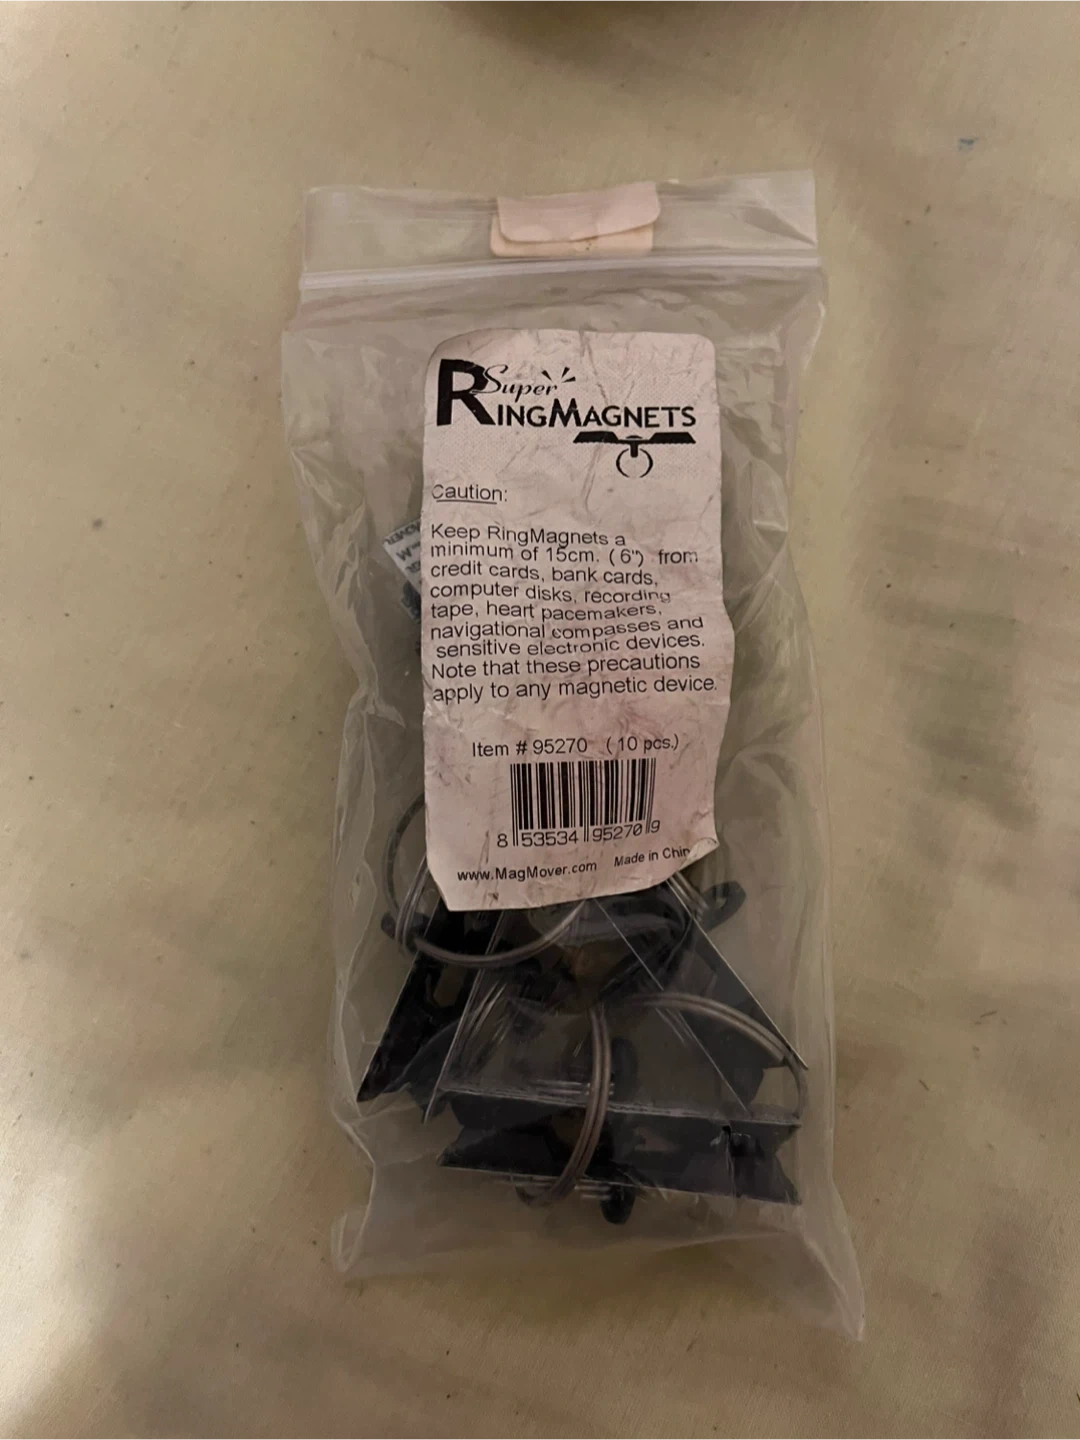 Super
RINGMAGNETS
Caution:
Keep RingMagnets a
minimum of 15cm. ( 6") from
credit cards, bank cards,
computer disks, recording
tape, heart pacemakers,
navigational compasses and
sensitive electronic devices.
Note that these precautions
apply to any magnetic device.
Item # 95270 ( 10 pcs.)
8 53534 95270 9
www.MagMover.com Made in